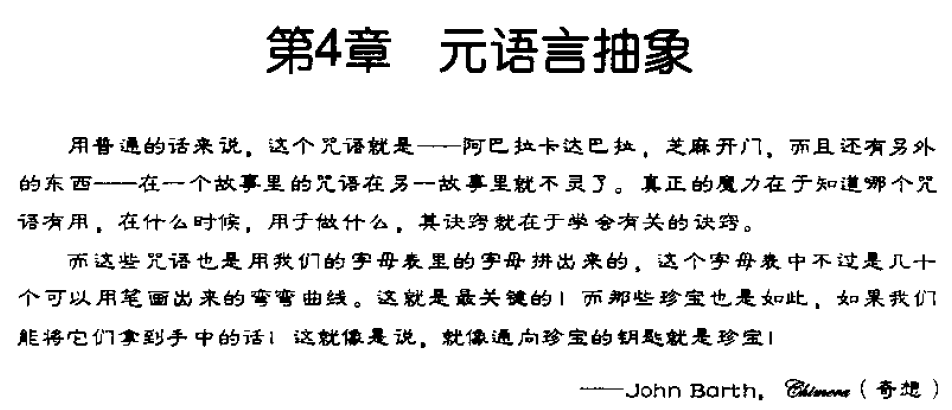 第4章 元语言抽象
用普通的话来说，这个咒语就是——阿巴拉卡达巴拉，芝麻开门，而且还有另外
的东西——在一个故事里的咒语在另一故事里就不灵了。真正的魔力在于知道哪个咒
语有用，在什么时候，用于做什么，其诀窍就在于学会有关的诀窍。
而这些咒语也是用我们的字母表里的字母拼出来的，这个字母表中不过是几十
个可以用笔画出来的弯弯曲线。这就是最关键的！而那些珍宝也是如此，如果我们
能将它们拿到手中的话！这就像是说，就像通向珍宝的钥匙就是珍宝！
——John Barth，Chimera（奇想）